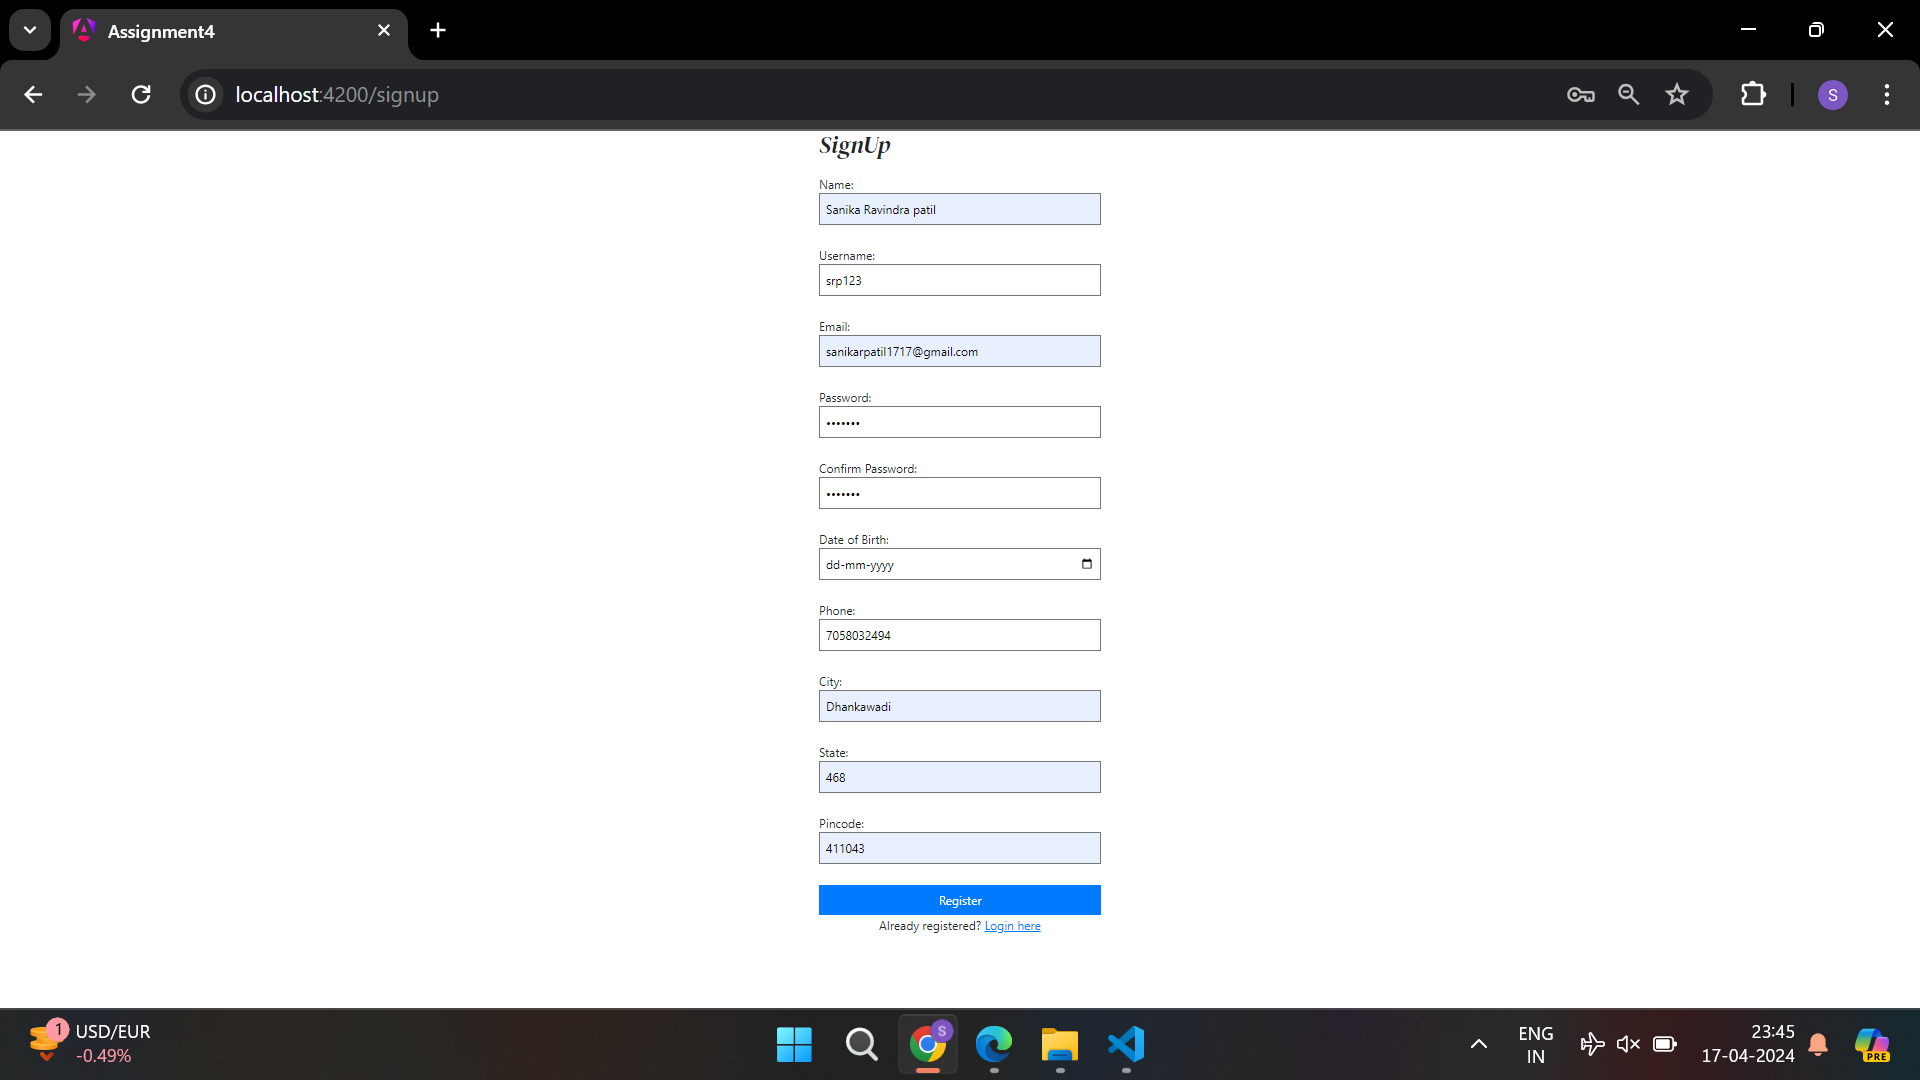 Assignment4
localhost:4200/signup
S
SignUp
Name:
Sanika Ravindra patil
Username:
srp123
Email:
sanikarpatil1717@gmail.com
Password:
•••••••
Confirm Password:
•••••••
Date of Birth:
dd-mm-yyyy
Phone:
7058032494
City:
Dhankawadi
State:
468
Pincode:
411043
Register
Already registered? Login here
1
USD/EUR
-0.49%
S
ENG
IN
23:45
17-04-2024
PRE